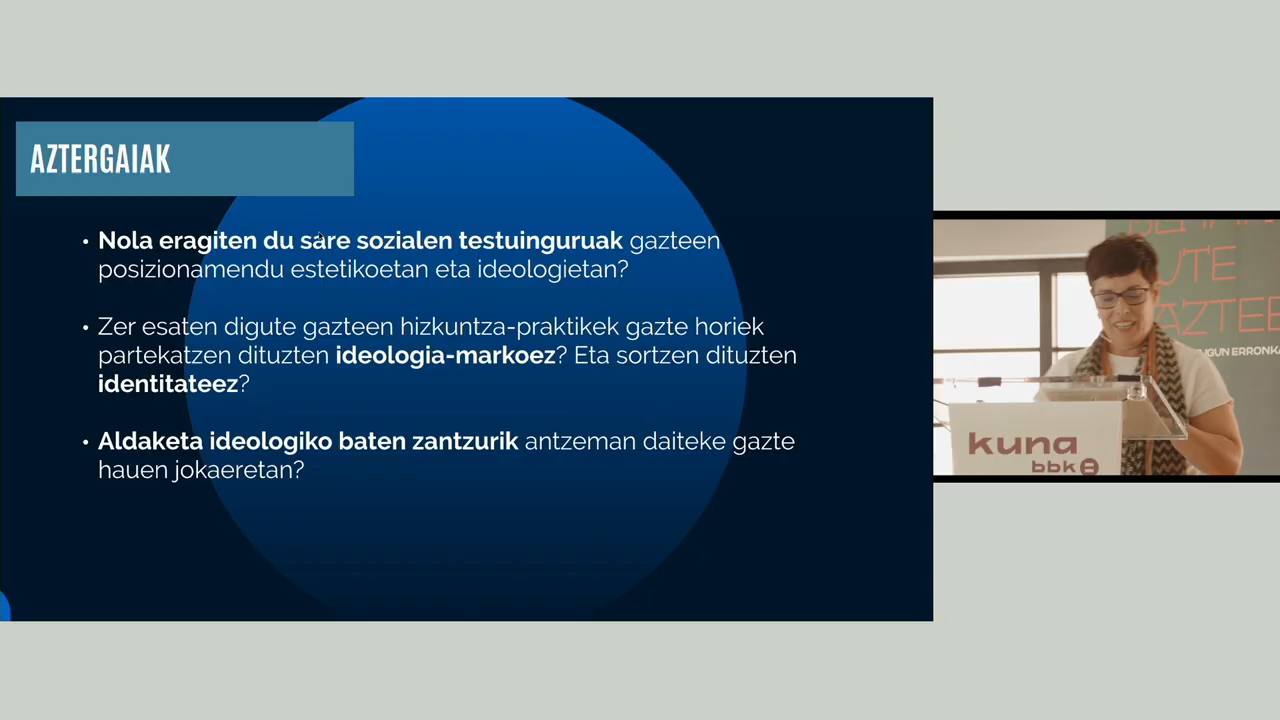 AZTERGAIAK
• Nola eragiten du sare sozialen testuinguruak gazteen
posizionamendu estetikoetan eta ideologietan?
• Zer esaten digute gazteen hizkuntza-praktikek gazte horiek
partekatzen dituzten ideologia-markoez? Eta sortzen dituzten
identitateez?
• Aldaketa ideologiko baten zantzurik antzeman daiteke gazte
hauen jokaeretan?
kuna
bbk